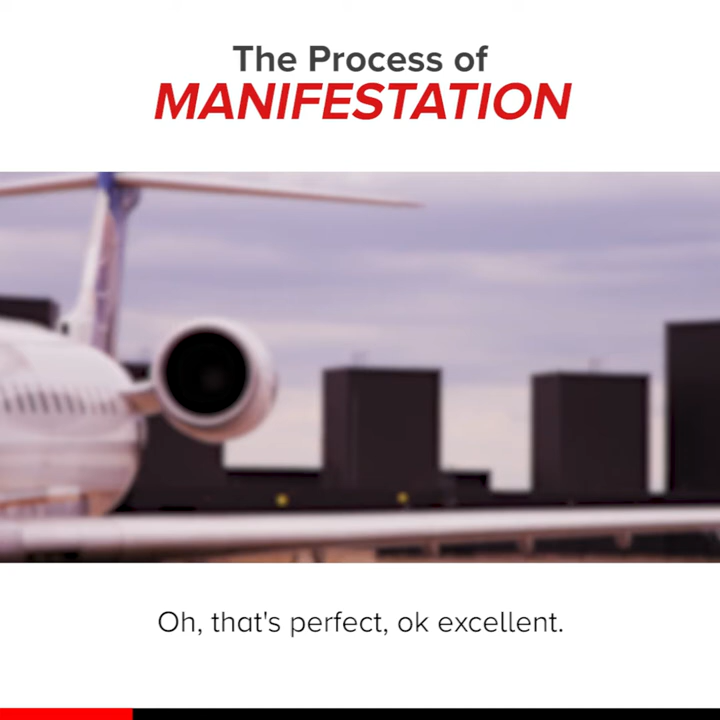 The Process of
MANIFESTATION
Oh, that's perfect, ok excellent.